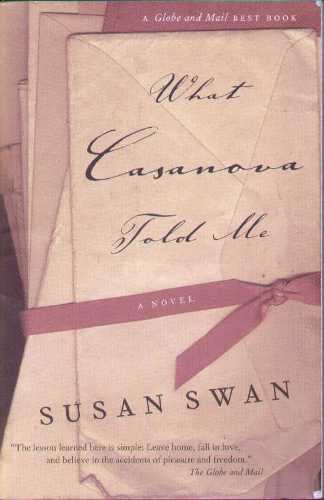 A Globe and Mail BEST BOOK
What
Casanova
Told Me
A NOVEL
SUSAN SWAN
"The lesson learned here is simple: Leave home, fall in love,
and believe in the accidents of pleasure and freedom."
The Globe and Mail